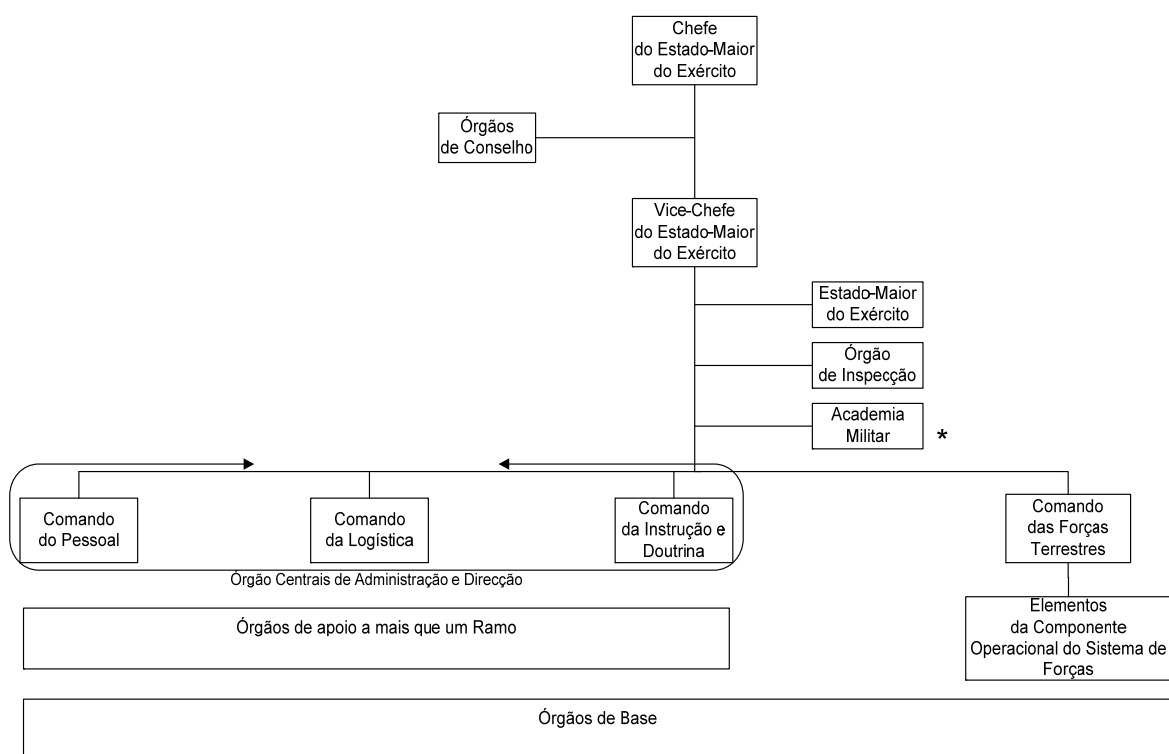 Chefe
do Estado-Maior
do Exército
Órgãos
de Conselho
Vice-Chefe
do Estado-Maior
do Exército
Estado-Maior
do Exército
Órgão
de Inspecção
Academia
Militar
*
Comando
do Pessoal
Comando
da Logística
Comando
da Instrução e
Doutrina
Comando
das Forças
Terrestres
Órgão Centrais de Administração e Direcção
Elementos
da Componente
Operacional do Sistema de
Forças
Órgãos de apoio a mais que um Ramo
Órgãos de Base